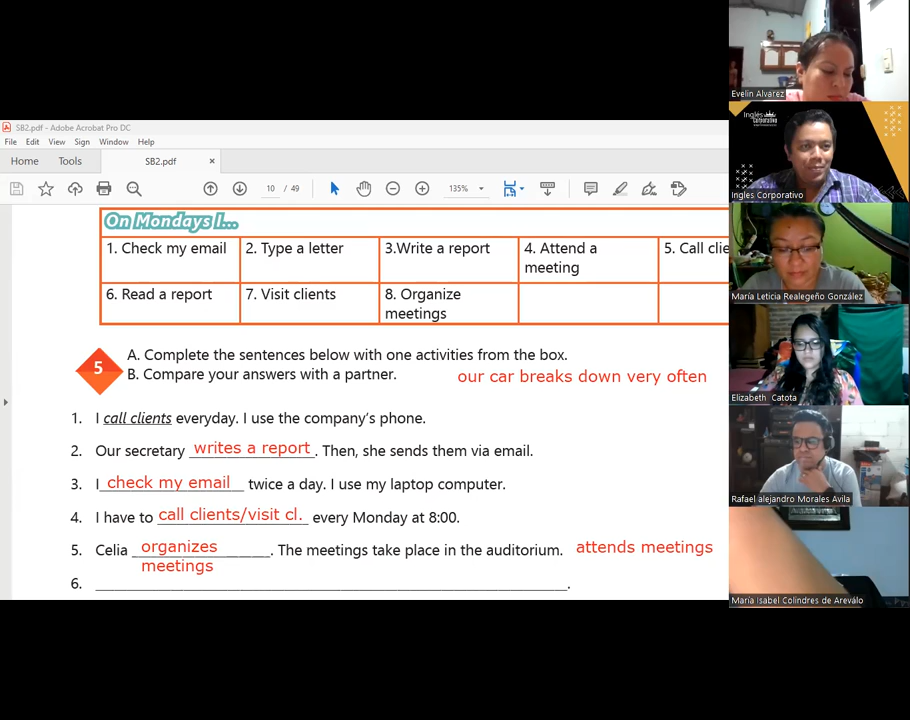 SB2.pdf - Adobe Acrobat Pro DC
File Edit View Sign Window Help
Home Tools SB2.pdf ×
10 / 49 135%
On Mondays I...
1. Check my email 2. Type a letter 3.Write a report 4. Attend a meeting 5. Call clie
6. Read a report 7. Visit clients 8. Organize meetings
5
A. Complete the sentences below with one activities from the box.
B. Compare your answers with a partner.
our car breaks down very often
1. I call clients everyday. I use the company's phone.
2. Our secretary writes a report. Then, she sends them via email.
3. I check my email twice a day. I use my laptop computer.
4. I have to call clients/visit cl. every Monday at 8:00.
5. Celia organizes meetings. The meetings take place in the auditorium. attends meetings
6.
Evelin Alvarez
Inglés Corporativo
Ingles Corporativo
María Leticia Realegeño González
Elizabeth Catota
Rafael alejandro Morales Avila
María Isabel Colindres de Areválo